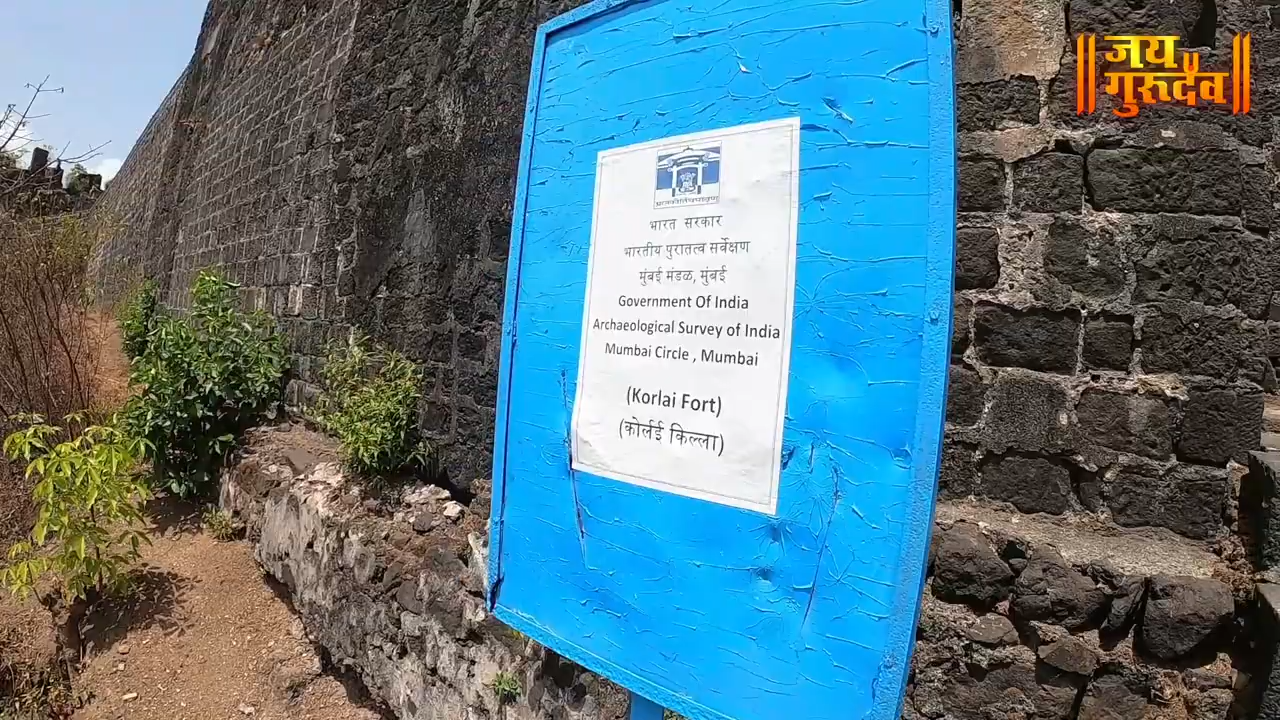 || जय गुरुदेव ||
भारत सरकार
भारतीय पुरातत्व सर्वेक्षण
मुंबई मंडळ, मुंबई
Government Of India
Archaeological Survey of India
Mumbai Circle , Mumbai
(Korlai Fort)
(कोर्लई किल्ला)